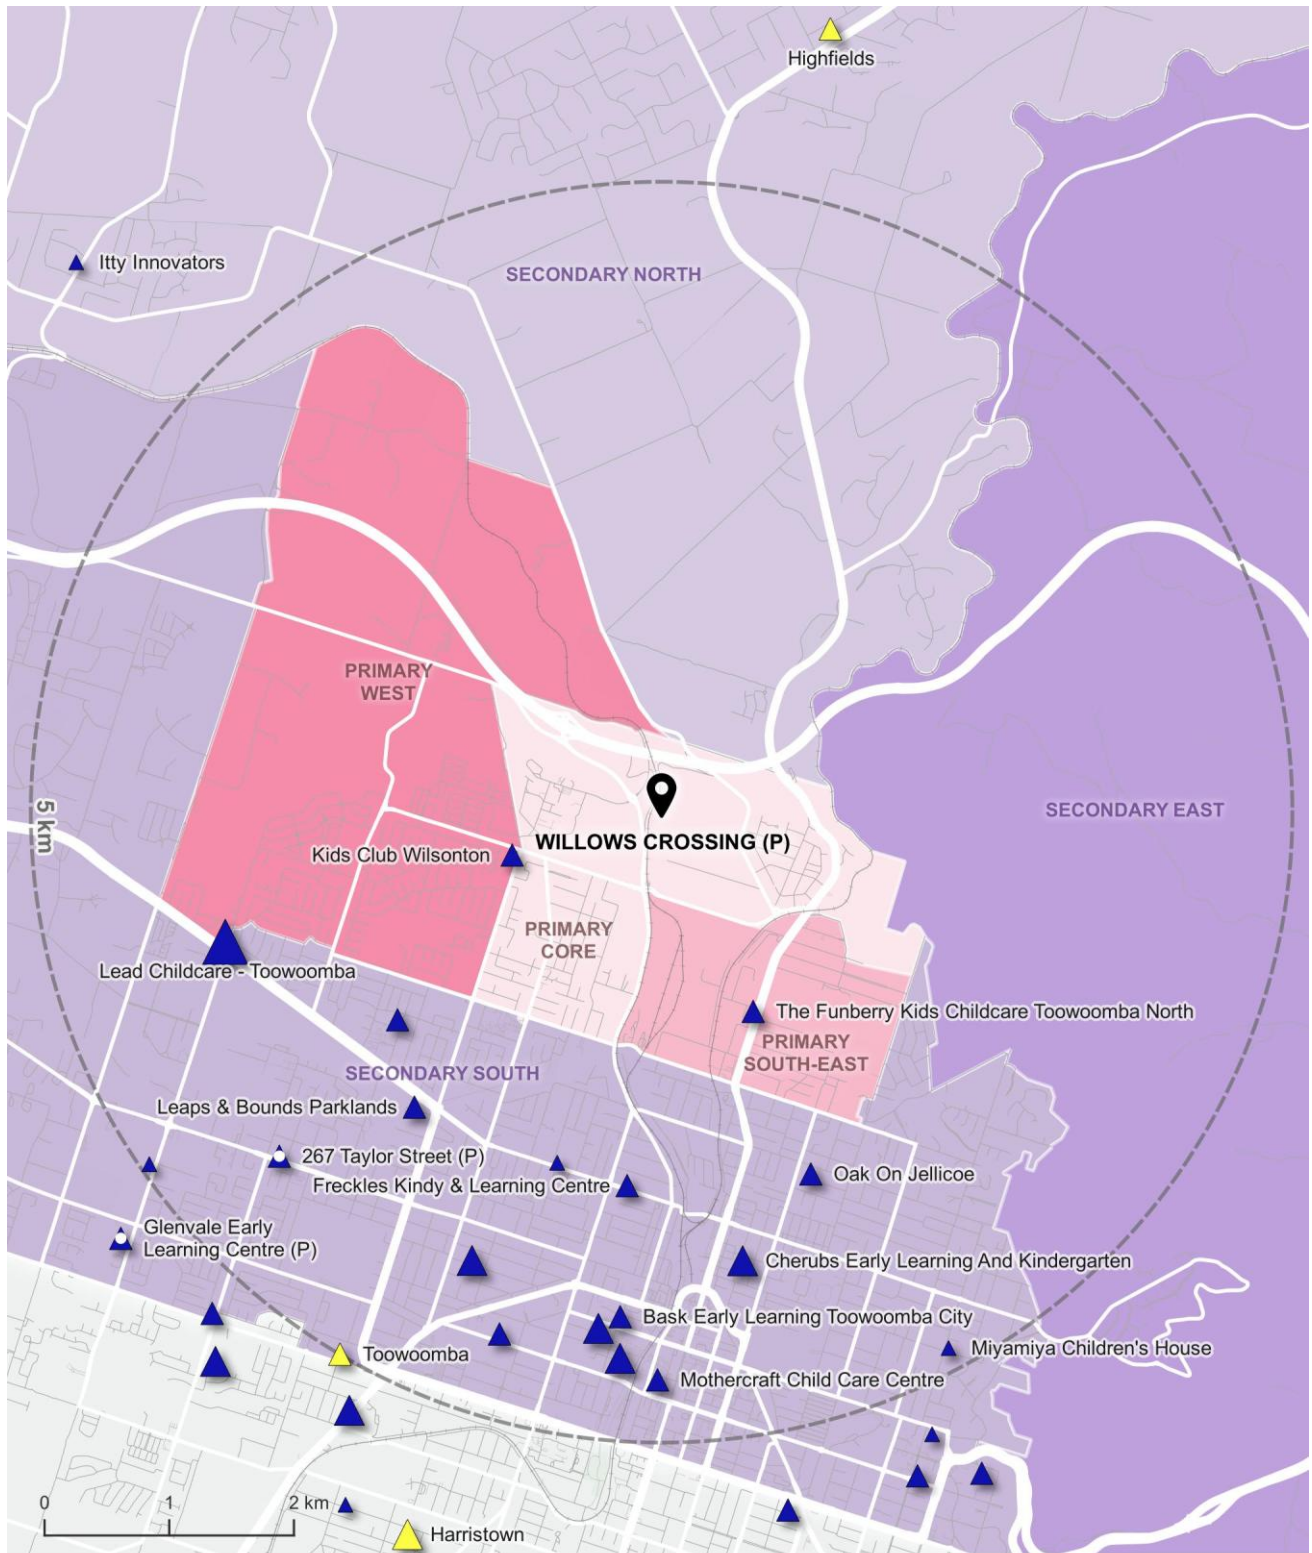 Highfields
Itty Innovators
SECONDARY NORTH
PRIMARY
WEST
5 km
SECONDARY EAST
WILLOWS CROSSING (P)
Kids Club Wilsonton
PRIMARY
CORE
Lead Childcare - Toowoomba
The Funberry Kids Childcare Toowoomba North
PRIMARY
SOUTH-EAST
SECONDARY SOUTH
Leaps & Bounds Parklands
267 Taylor Street (P)
Freckles Kindy & Learning Centre
Oak On Jellicoe
Glenvale Early
Learning Centre (P)
Cherubs Early Learning And Kindergarten
Bask Early Learning Toowoomba City
Toowoomba
Miyamiya Children's House
Mothercraft Child Care Centre
0 1 2 km
Harristown